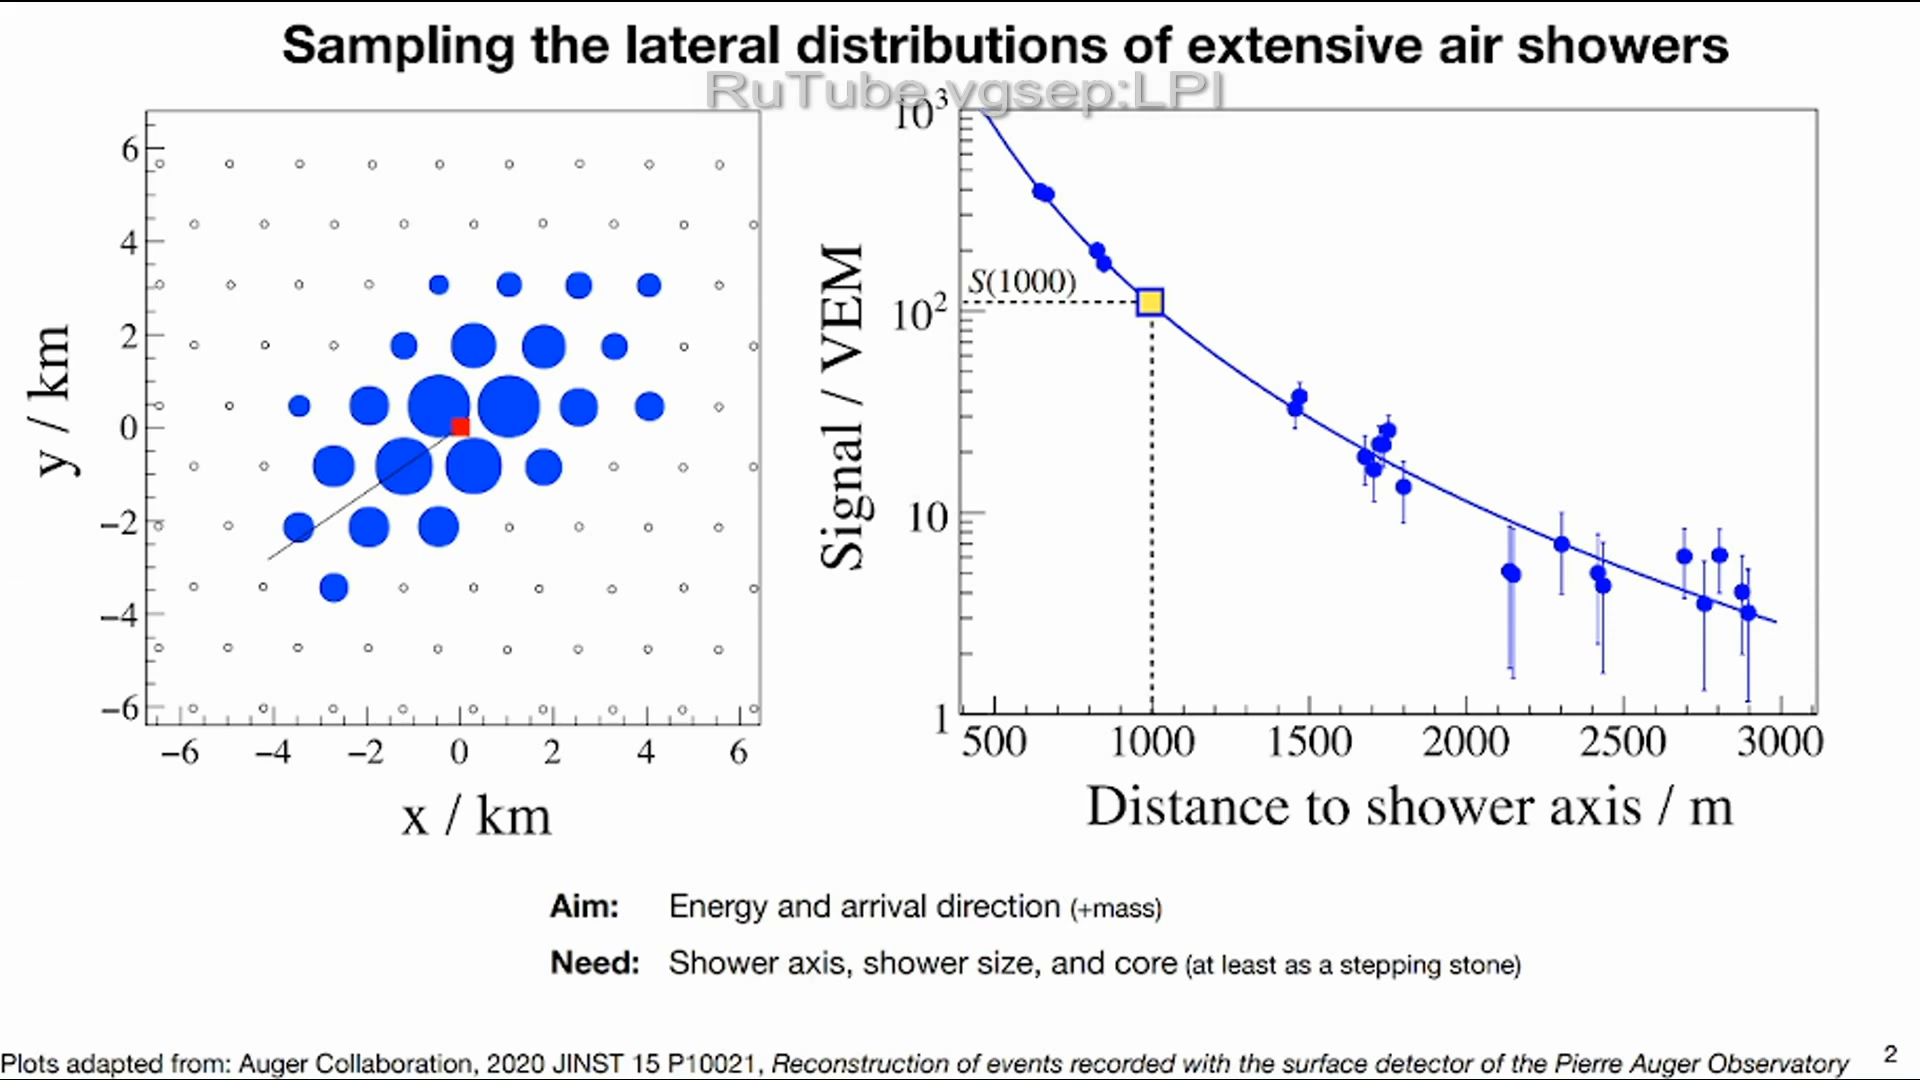 Sampling the lateral distributions of extensive air showers
RuTube vgsep:LPI
y / km
6
4
2
0
−2
−4
−6
−6 −4 −2 0 2 4 6
x / km
Signal / VEM
10³
10²
10
1
S(1000)
500 1000 1500 2000 2500 3000
Distance to shower axis / m
Aim: Energy and arrival direction (+mass)
Need: Shower axis, shower size, and core (at least as a stepping stone)
Plots adapted from: Auger Collaboration, 2020 JINST 15 P10021, Reconstruction of events recorded with the surface detector of the Pierre Auger Observatory
2